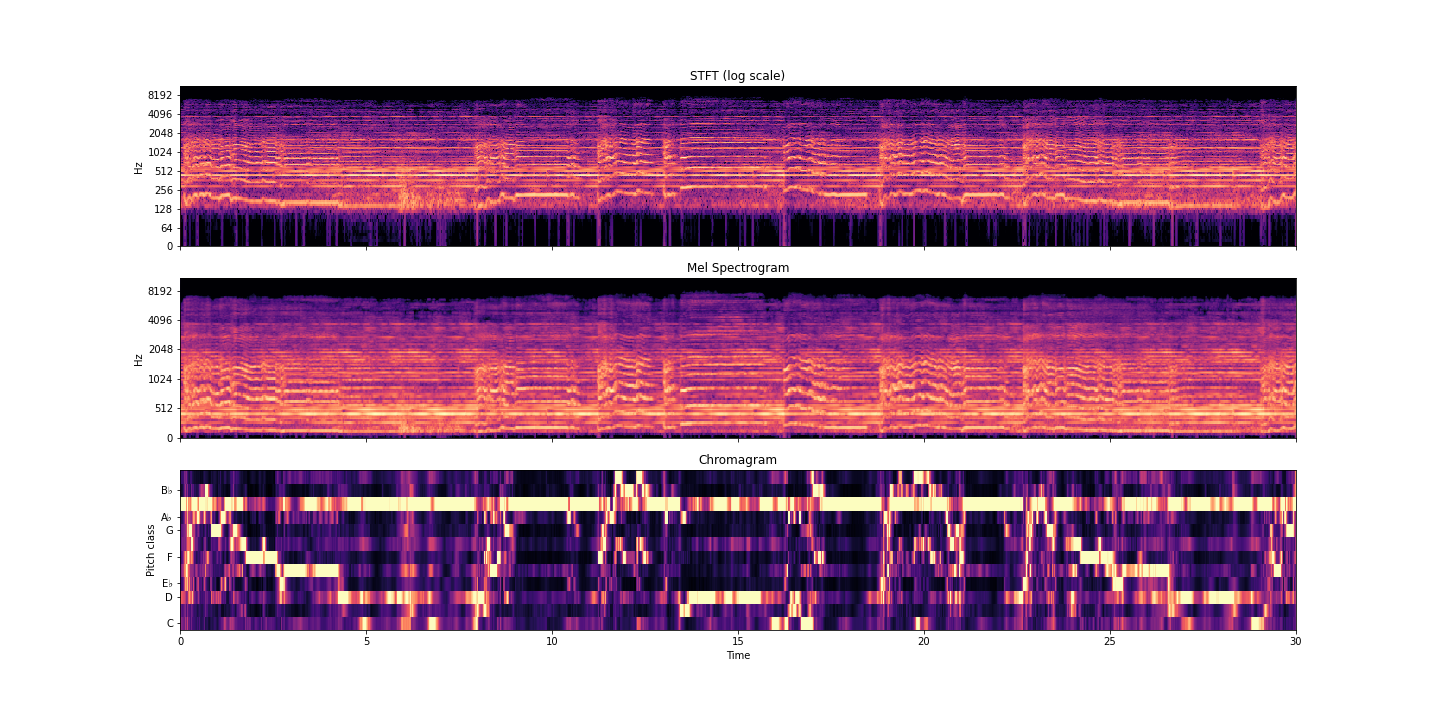 STFT (log scale)
8192
4096
2048
1024
512
256
128
64
0
Hz
Mel Spectrogram
8192
4096
2048
1024
512
0
Hz
Chromagram
B♭
A♭
G
F
E♭
D
C
Pitch class
0 5 10 15 20 25 30
Time